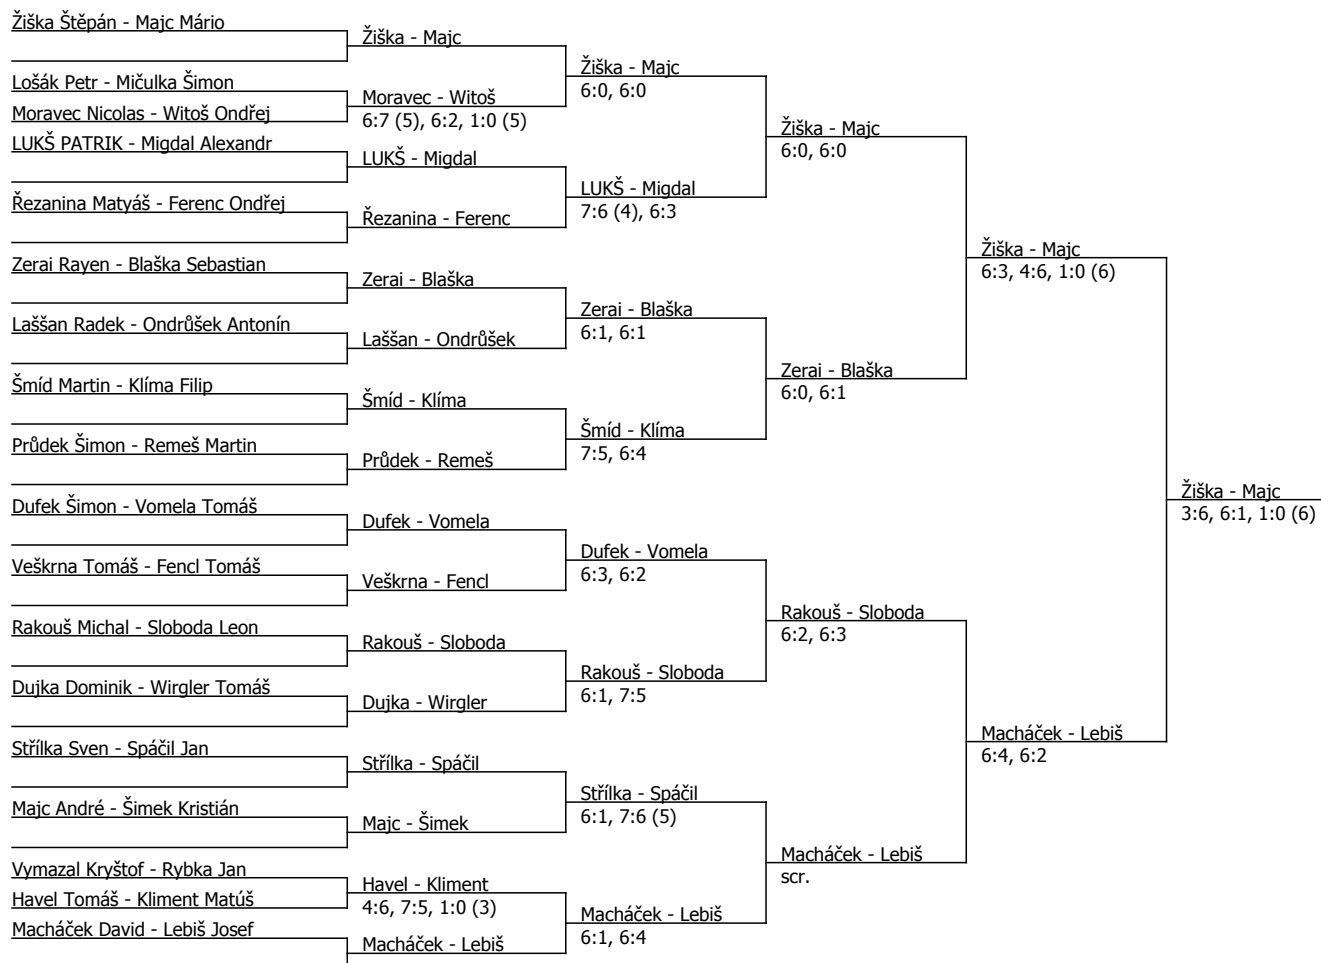 Žiška Štěpán - Majc Mário
Lošák Petr - Mičulka Šimon
Moravec Nicolas - Witoš Ondřej
LUKŠ PATRIK - Migdal Alexandr
Řezanina Matyáš - Ferenc Ondřej
Zerai Rayen - Blaška Sebastian
Laššan Radek - Ondrůšek Antonín
Šmíd Martin - Klíma Filip
Průdek Šimon - Remeš Martin
Dufek Šimon - Vomela Tomáš
Veškrna Tomáš - Fencl Tomáš
Rakouš Michal - Sloboda Leon
Dujka Dominik - Wirgler Tomáš
Střílka Sven - Spáčil Jan
Majc André - Šimek Kristián
Vymazal Kryštof - Rybka Jan
Havel Tomáš - Kliment Matúš
Macháček David - Lebiš Josef
Žiška - Majc
Moravec - Witoš
6:7 (5), 6:2, 1:0 (5)
LUKŠ - Migdal
Řezanina - Ferenc
Zerai - Blaška
Laššan - Ondrůšek
Šmíd - Klíma
Průdek - Remeš
Dufek - Vomela
Veškrna - Fencl
Rakouš - Sloboda
Dujka - Wirgler
Střílka - Spáčil
Majc - Šimek
Havel - Kliment
4:6, 7:5, 1:0 (3)
Macháček - Lebiš
Žiška - Majc
6:0, 6:0
LUKŠ - Migdal
7:6 (4), 6:3
Zerai - Blaška
6:1, 6:1
Šmíd - Klíma
7:5, 6:4
Dufek - Vomela
6:3, 6:2
Rakouš - Sloboda
6:1, 7:5
Střílka - Spáčil
6:1, 7:6 (5)
Macháček - Lebiš
6:1, 6:4
Žiška - Majc
6:0, 6:0
Zerai - Blaška
6:0, 6:1
Rakouš - Sloboda
6:2, 6:3
Macháček - Lebiš
scr.
Žiška - Majc
6:3, 4:6, 1:0 (6)
Macháček - Lebiš
6:4, 6:2
Žiška - Majc
3:6, 6:1, 1:0 (6)